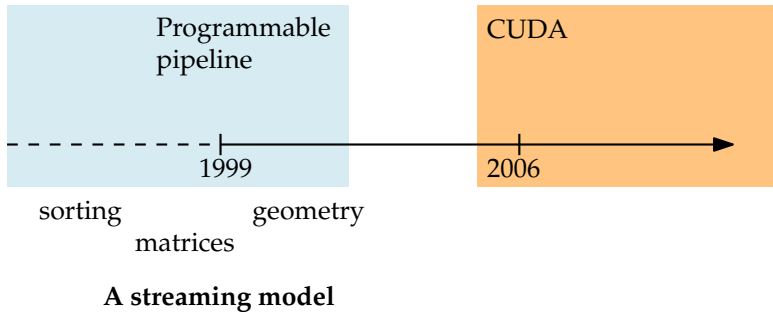 Programmable
pipeline
CUDA
1999
2006
sorting
geometry
matrices
A streaming model